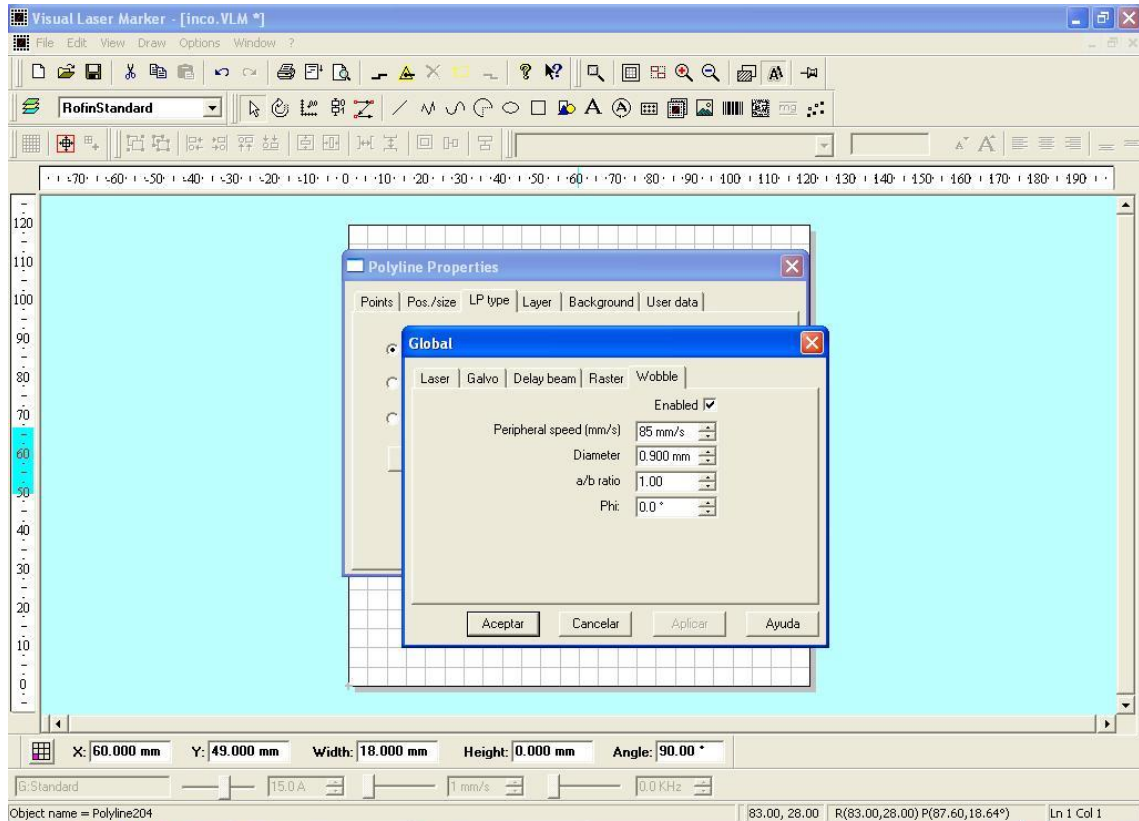 Visual Laser Marker - [inco.VLM *]
File Edit View Draw Options Window ?
RofinStandard
-70 -60 -50 -40 -30 -20 -10 0 10 20 30 40 50 60 70 80 90 100 110 120 130 140 150 160 170 180 190
120
110
100
90
80
70
60
50
40
30
20
10
0
Polyline Properties
Points Pos./size LP type Layer Background User data
Global
Laser Galvo Delay beam Raster Wobble
Enabled
Peripheral speed (mm/s) 85 mm/s
Diameter 0.900 mm
a/b ratio 1.00
Phi: 0.0 °
Aceptar Cancelar Aplicar Ayuda
X: 60.000 mm Y: 49.000 mm Width: 18.000 mm Height: 0.000 mm Angle: 90.00 °
G:Standard 15.0 A 1 mm/s 0.0 KHz
Object name = Polyline204 83.00, 28.00 R(83.00,28.00) P(87.60,18.64°) Ln 1 Col 1